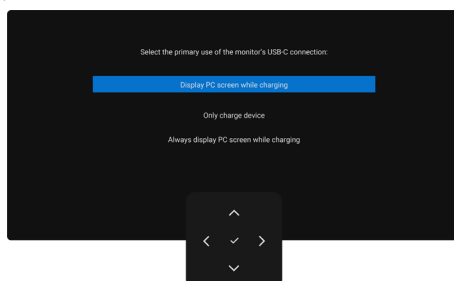 Select the primary use of the monitor's USB-C connection:
Display PC screen while charging
Only charge device
Always display PC screen while charging